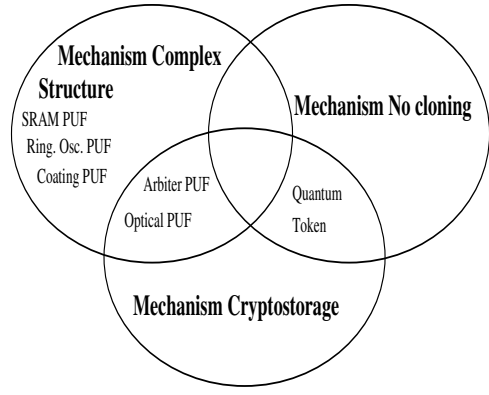 Mechanism Complex
Structure
SRAM PUF
Ring. Osc. PUF
Coating PUF
Mechanism No cloning
Arbiter PUF
Optical PUF
Quantum
Token
Mechanism Cryptostorage